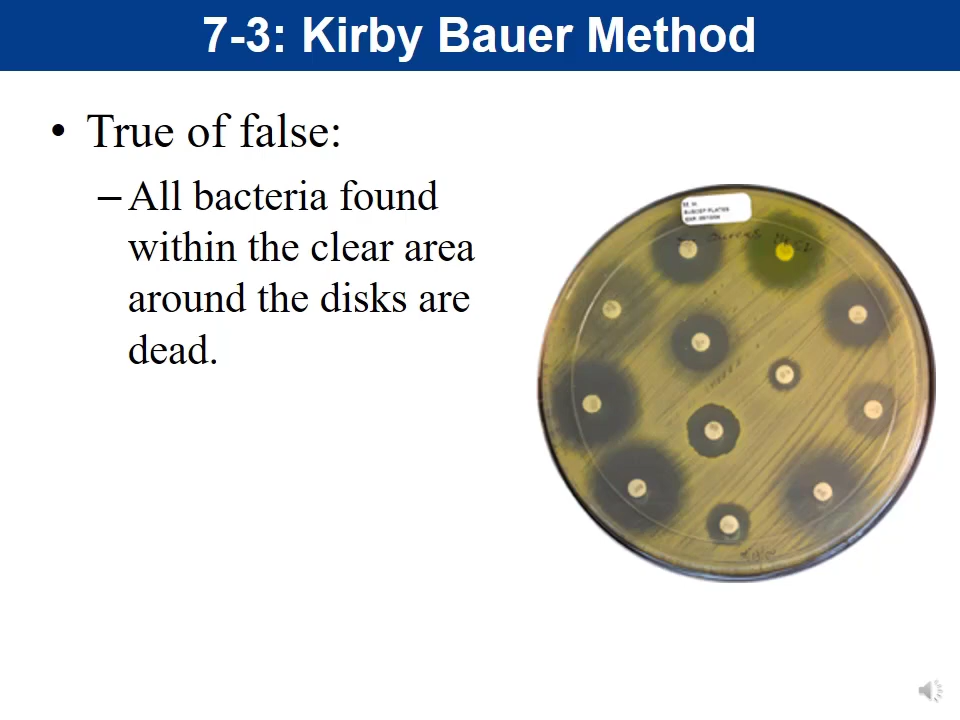 7-3: Kirby Bauer Method
• True of false:
– All bacteria found
within the clear area
around the disks are
dead.